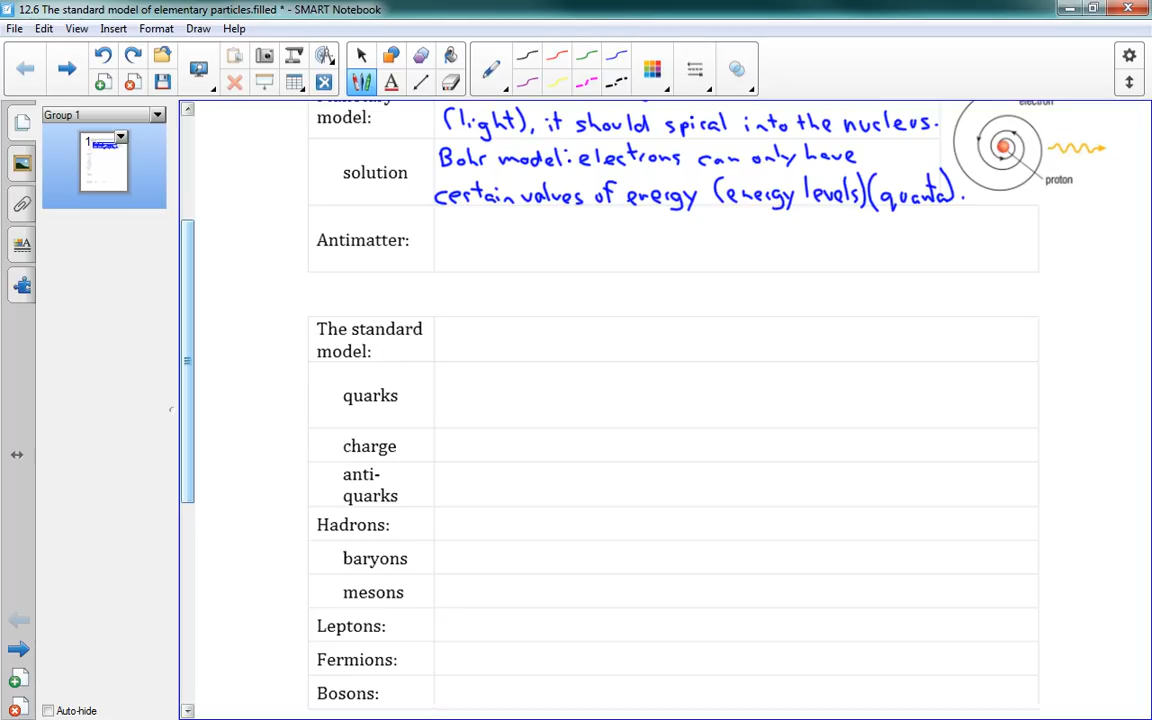 12.6 The standard model of elementary particles.filled * - SMART Notebook
File Edit View Insert Format Draw Help
Group 1
1
electron
model:
(light), it should spiral into the nucleus.
solution
Bohr model: electrons can only have
certain values of energy (energy levels)(quanta).
proton
Antimatter:
The standard
model:
quarks
charge
anti-
quarks
Hadrons:
baryons
mesons
Leptons:
Fermions:
Bosons:
Auto-hide